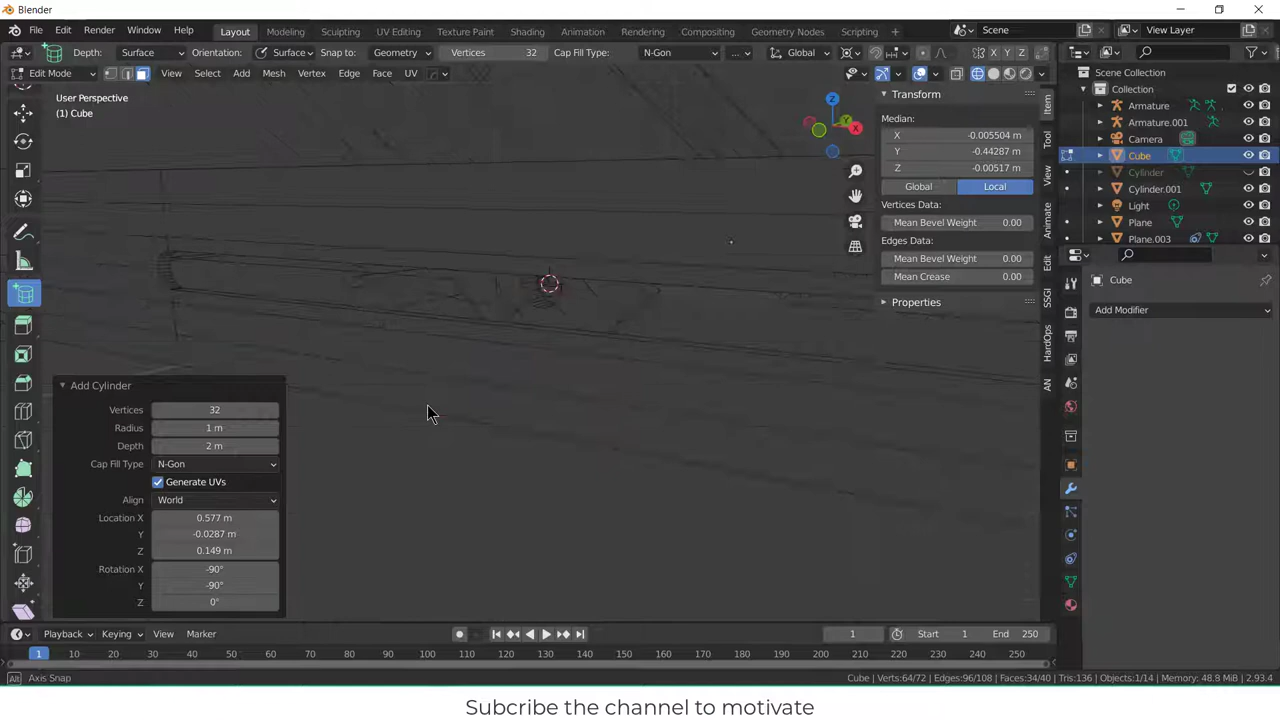 Blender
File Edit Render Window Help Layout Modeling Sculpting UV Editing Texture Paint Shading Animation Rendering Compositing Geometry Nodes Scripting + Scene View Layer
Depth: Surface Orientation: Surface Snap to: Geometry Vertices 32 Cap Fill Type: N-Gon ... Global X Y Z
Edit Mode View Select Add Mesh Vertex Edge Face UV
User Perspective
(1) Cube
Z
Y
X
Transform
Median:
X -0.005504 m
Y -0.44287 m
Z -0.00517 m
Global Local
Vertices Data:
Mean Bevel Weight 0.00
Edges Data:
Mean Bevel Weight 0.00
Mean Crease 0.00
Properties
Item
Tool
View
Animate
Edit
SSGI
HardOps
AN
Scene Collection
Collection
Armature
Armature.001
Camera
Cube
Cylinder
Cylinder.001
Light
Plane
Plane.003
Cube
Add Modifier
Add Cylinder
Vertices 32
Radius 1 m
Depth 2 m
Cap Fill Type N-Gon
Generate UVs
Align World
Location X 0.577 m
Y -0.0287 m
Z 0.149 m
Rotation X -90°
Y -90°
Z 0°
Playback Keying View Marker 1 Start 1 End 250
1 10 20 30 40 50 60 70 80 90 100 110 120 130 140 150 160 170 180 190 200 210 220 230 240 250
Alt Axis Snap Cube | Verts:64/72 | Edges:96/108 | Faces:34/40 | Tris:136 | Objects:1/14 | Memory: 48.8 MiB | 2.93.4
Subcribe the channel to motivate